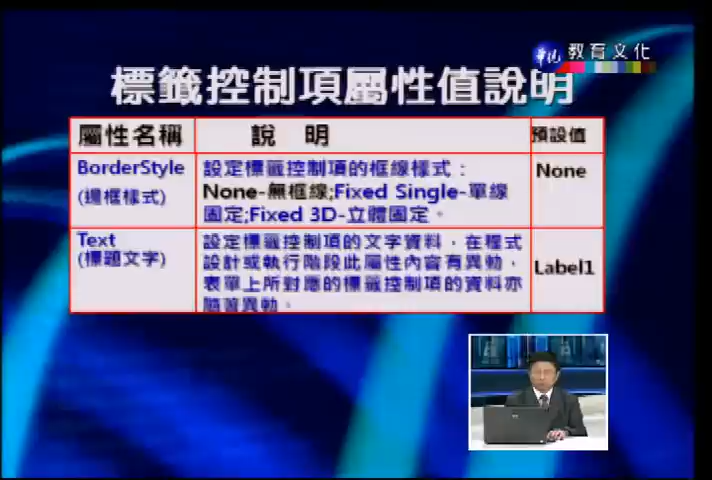 華視 教育文化
標籤控制項屬性值說明
屬性名稱 說 明 預設值
BorderStyle
(邊框樣式)
設定標籤控制項的框線樣式：
None-無框線;Fixed Single-單線
固定;Fixed 3D-立體固定。
None
Text
(標題文字)
設定標籤控制項的文字資料，在程式
設計或執行階段此屬性內容有異動，
表單上所對應的標籤控制項的資料亦
隨著異動。
Label1